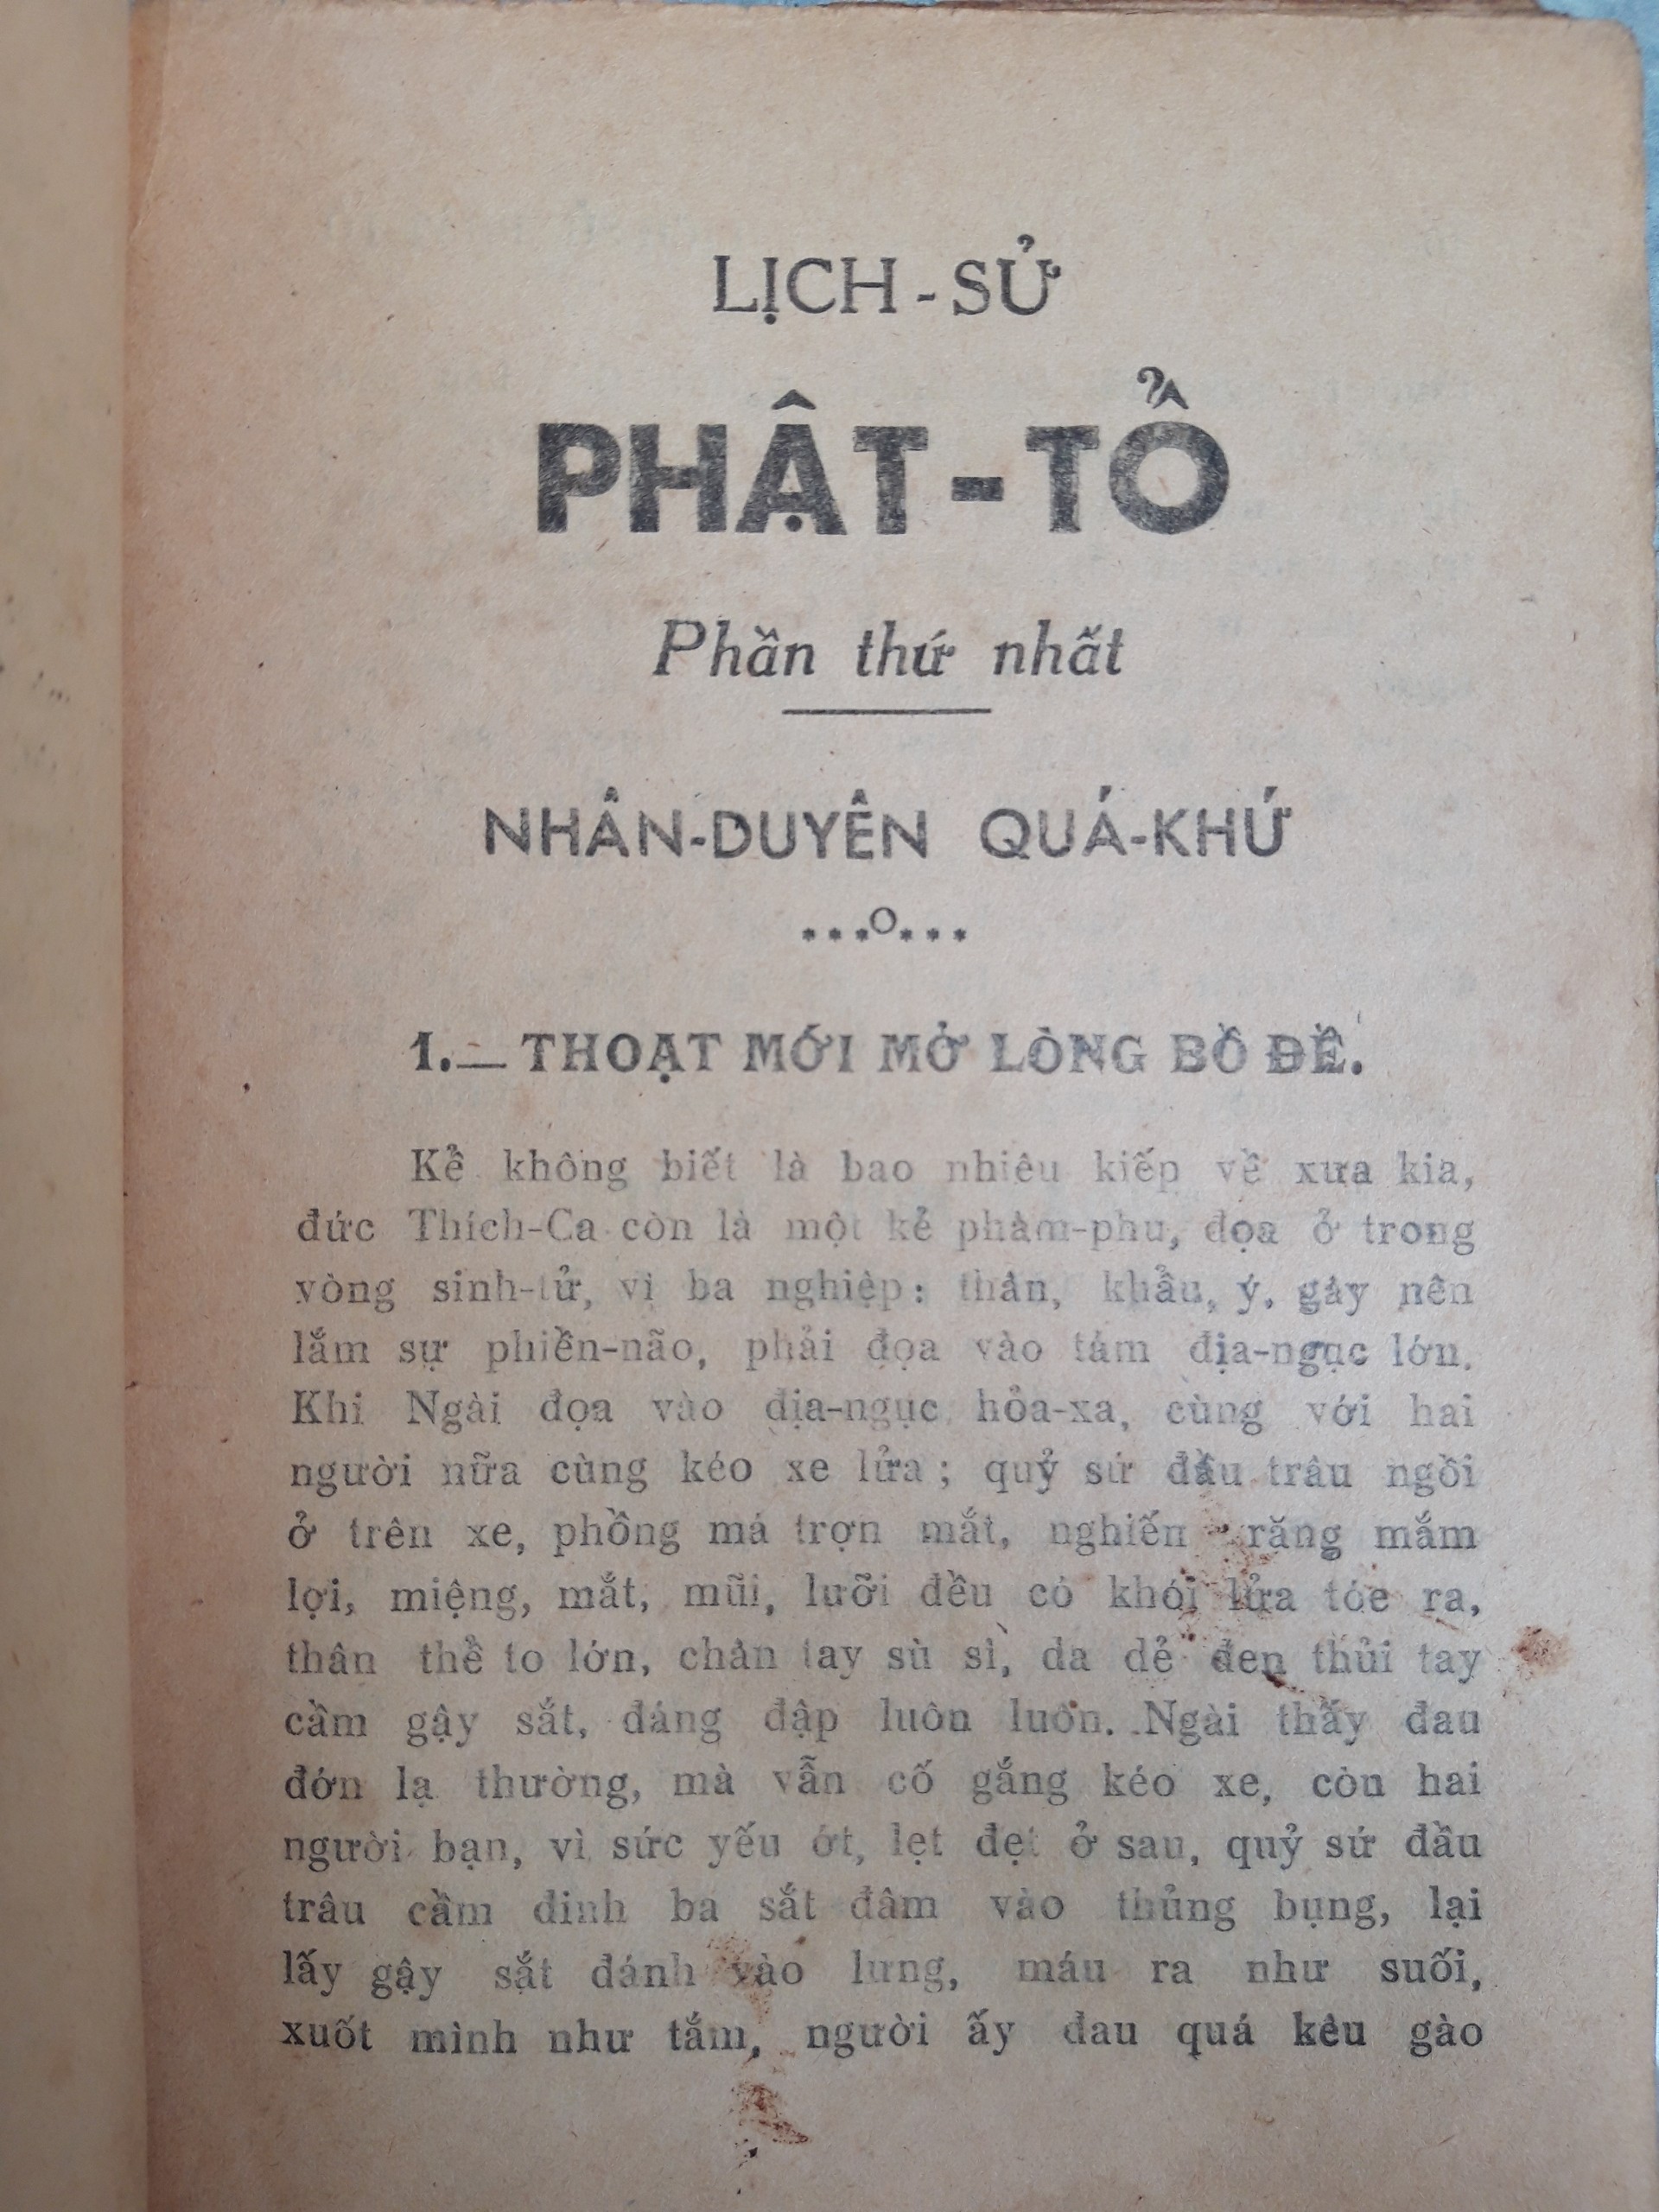 LỊCH - SỬ
PHẬT - TỔ
Phần thứ nhất
NHÂN-DUYÊN QUÁ-KHỨ
***O***
1.— THOẠT MỚI MỞ LÒNG BỒ ĐỀ.
Kể không biết là bao nhiêu kiếp về xưa kia,
đức Thích-Ca còn là một kẻ phàm-phu, đọa ở trong
vòng sinh-tử, vì ba nghiệp: thân, khẩu, ý, gây nên
lắm sự phiền-não, phải đọa vào tám địa-ngục lớn.
Khi Ngài đọa vào địa-ngục hỏa-xa, cùng với hai
người nữa cùng kéo xe lửa; quỷ sứ đầu trâu ngồi
ở trên xe, phồng má trợn mắt, nghiến răng mắm
lợi, miệng, mắt, mũi, lưỡi đều có khói lửa tóe ra,
thân thể to lớn, chân tay sù sì, da dẻ đen thủi tay
cầm gậy sắt, đáng đập luôn luôn. Ngài thấy đau
đớn lạ thường, mà vẫn cố gắng kéo xe, còn hai
người bạn, vì sức yếu ớt, lẹt đẹt ở sau, quỷ sứ đầu
trâu cầm đinh ba sắt đâm vào thủng bụng, lại
lấy gậy sắt đánh vào lưng, máu ra như suối,
xuốt mình như tắm, người ấy đau quá kêu gào